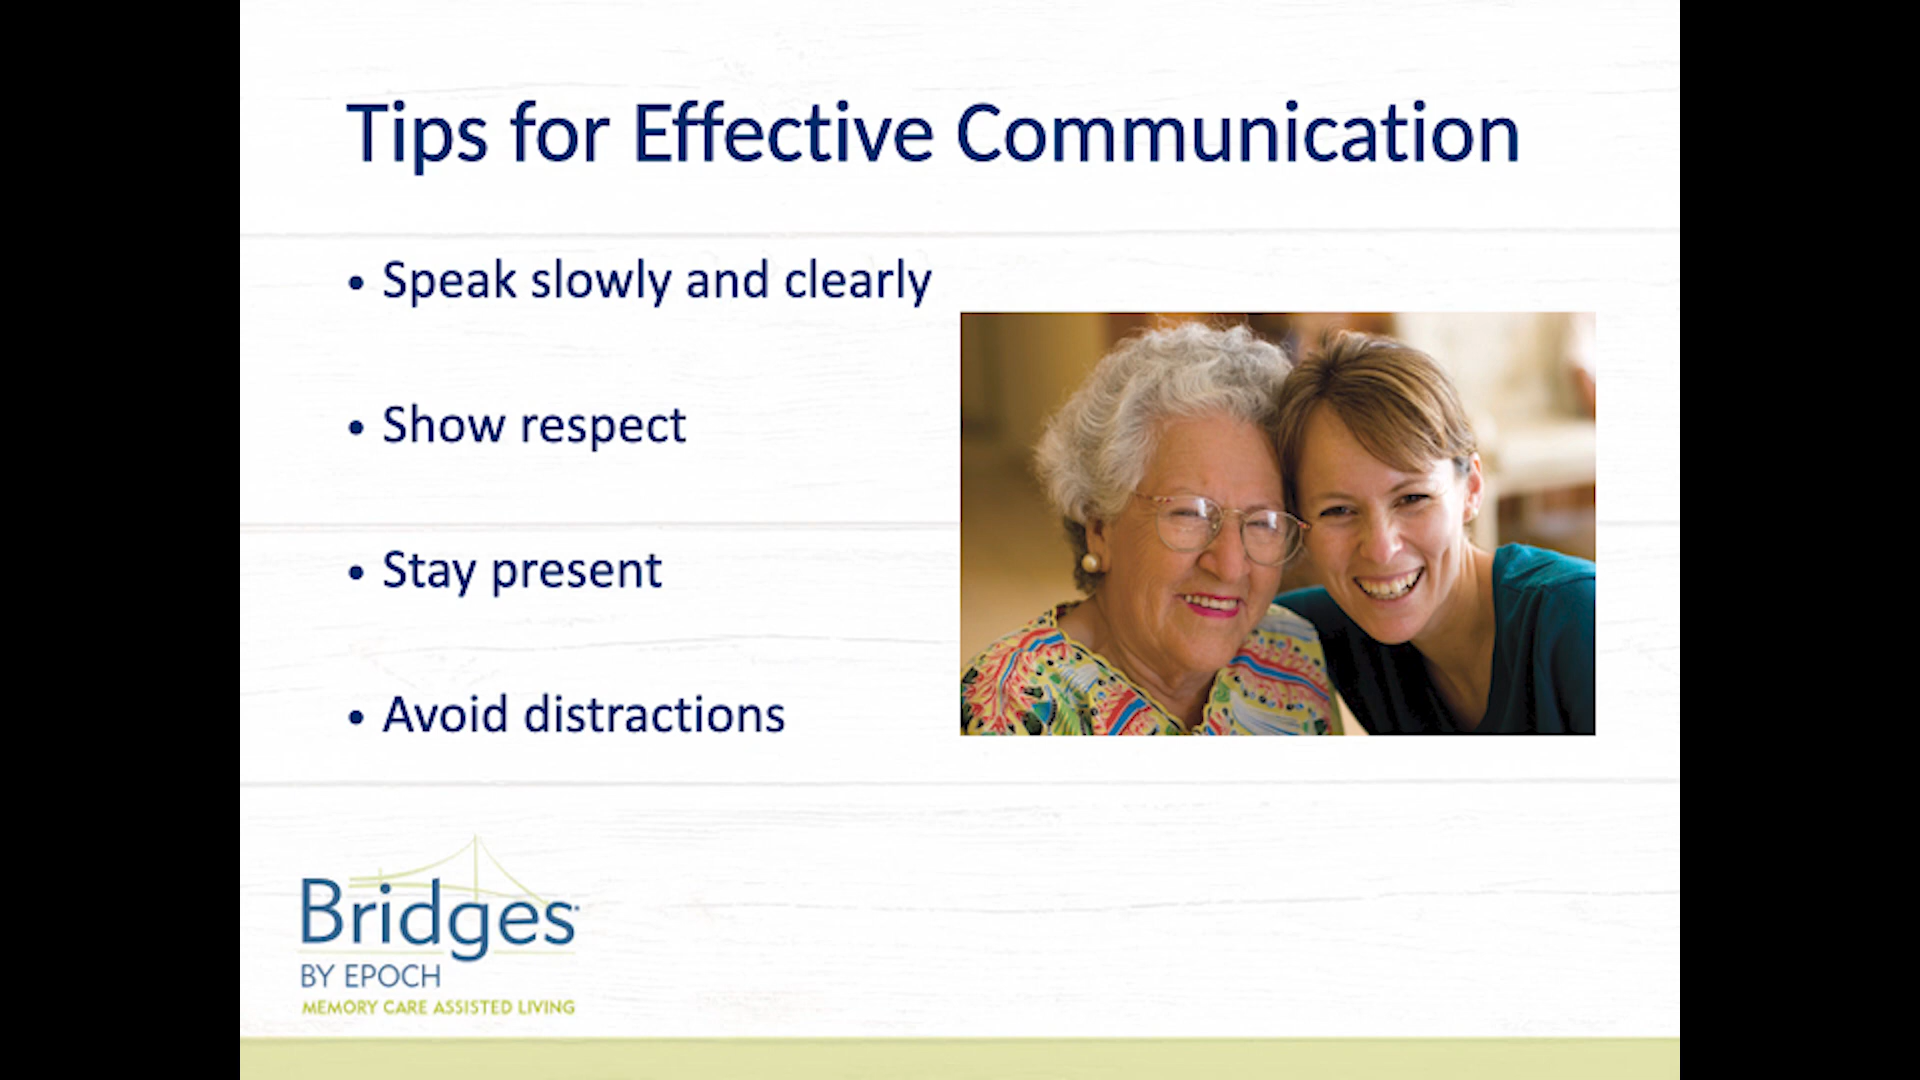 Tips for Effective Communication
• Speak slowly and clearly
• Show respect
• Stay present
• Avoid distractions
Bridges
BY EPOCH
MEMORY CARE ASSISTED LIVING